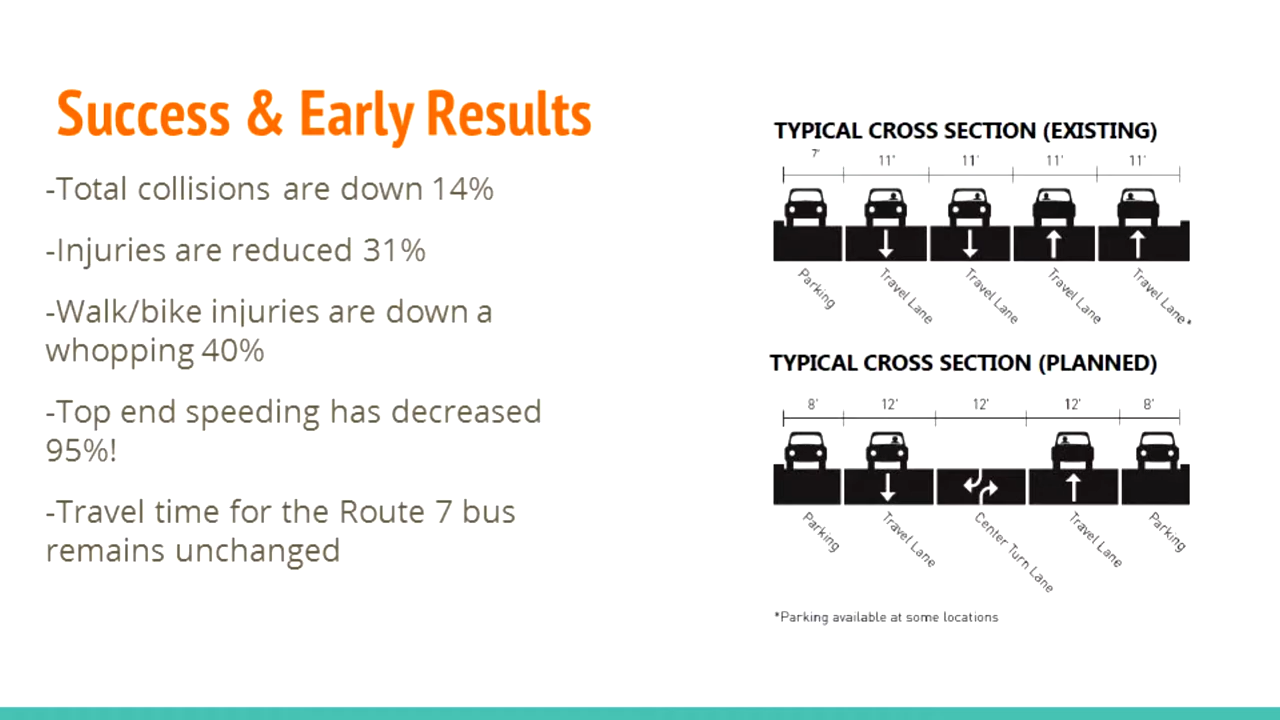 Success & Early Results
-Total collisions are down 14%
-Injuries are reduced 31%
-Walk/bike injuries are down a
whopping 40%
-Top end speeding has decreased
95%!
-Travel time for the Route 7 bus
remains unchanged
TYPICAL CROSS SECTION (EXISTING)
7' 11' 11' 11' 11'
Parking Travel Lane Travel Lane Travel Lane Travel Lane*
TYPICAL CROSS SECTION (PLANNED)
8' 12' 12' 12' 8'
Parking Travel Lane Center Turn Lane Travel Lane Parking
*Parking available at some locations